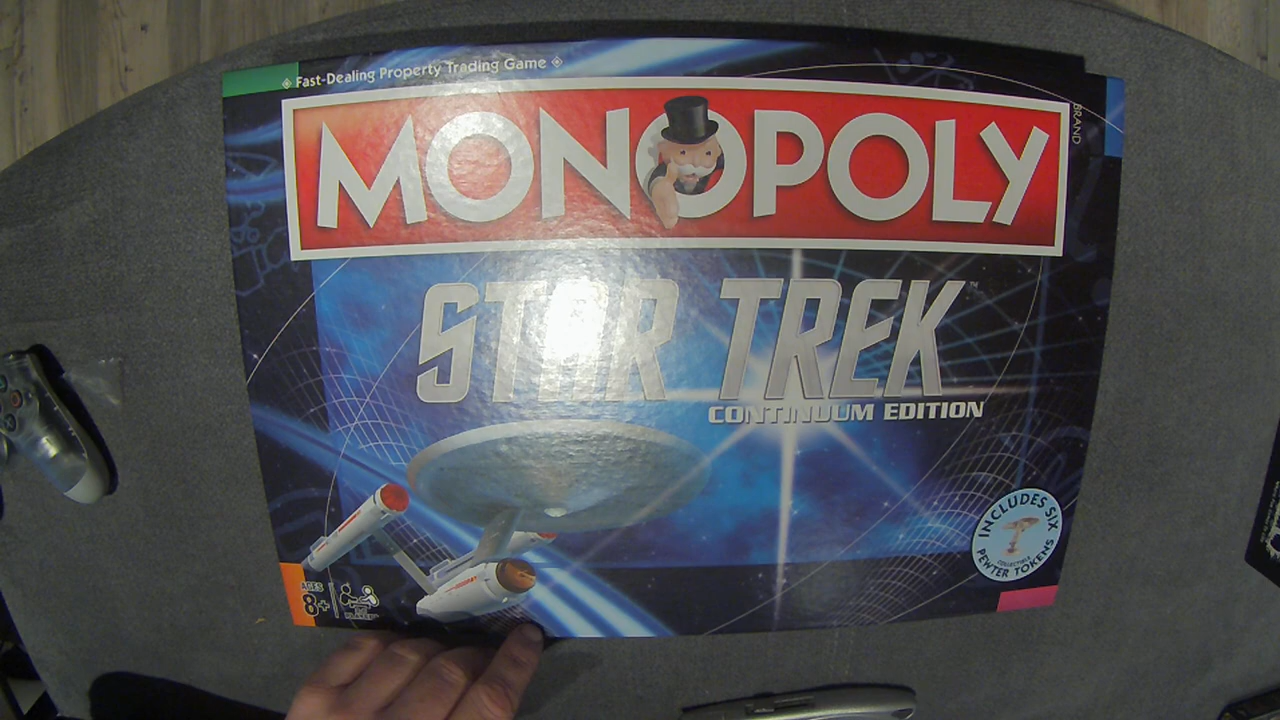 Fast-Dealing Property Trading Game
MONOPOLY
BRAND
STAR TREK
CONTINUUM EDITION
INCLUDES SIX
COLLECTIBLE
PEWTER TOKENS
AGES
8+